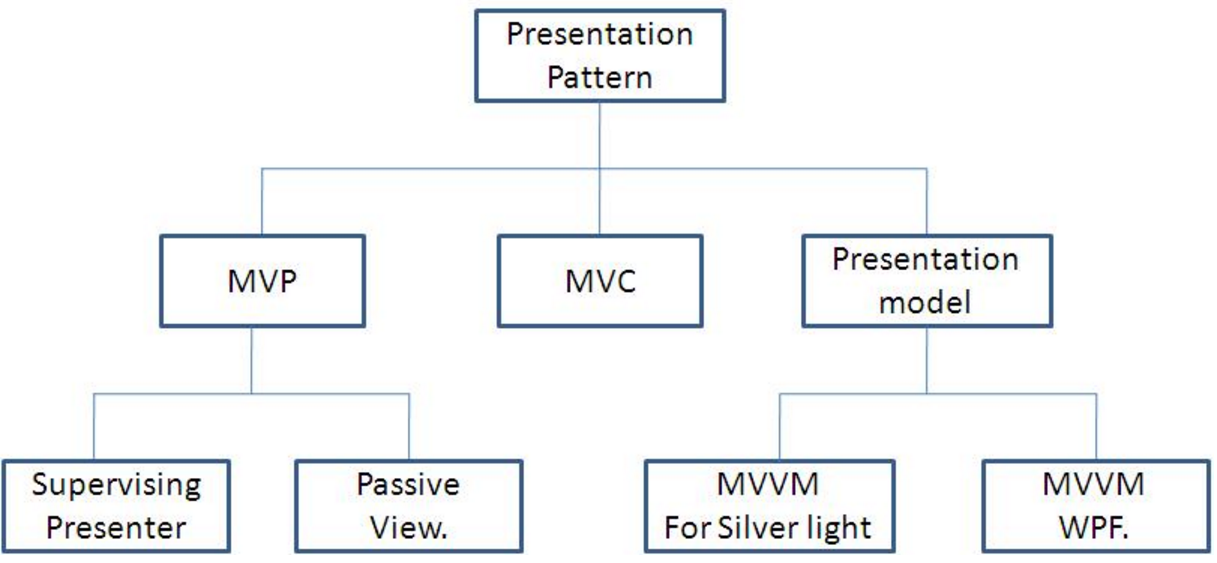 Presentation
Pattern
MVP
MVC
Presentation
model
Supervising
Presenter
Passive
View.
MVVM
For Silver light
MVVM
WPF.